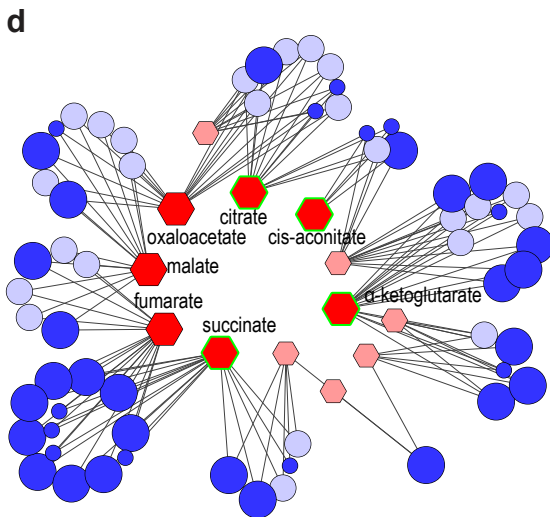 d
citrate
oxaloacetate
cis-aconitate
malate
fumarate
α-ketoglutarate
succinate